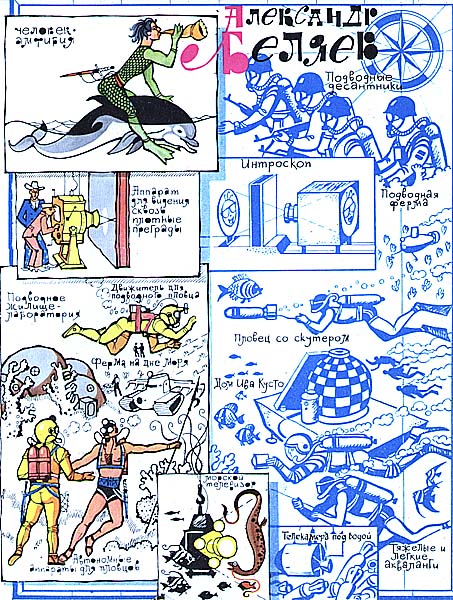 Александр
Беляев
Человек-
амфибия
Подводные
десантники
Интроскоп
Аппарат
для видения
сквозь
плотные
преграды
Подводная
ферма
Движитель для
подводного пловца
Подводное
жилище-
лаборатория
Пловец со скутером
Ферма на дне моря
Дом Ива Кусто
Морской
телевизор
Телекамера под водой
Тяжелые и
легкие
акваланги
Автономные
аппараты для пловцов